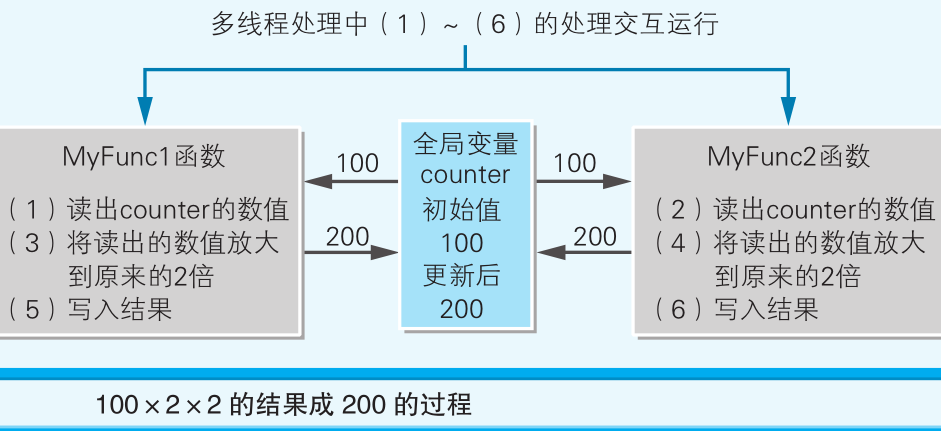 多线程处理中（1）~（6）的处理交互运行
MyFunc1函数
（1）读出counter的数值
（3）将读出的数值放大
到原来的2倍
（5）写入结果
100
200
全局变量
counter
初始值
100
更新后
200
100
200
MyFunc2函数
（2）读出counter的数值
（4）将读出的数值放大
到原来的2倍
（6）写入结果
100 × 2 × 2 的结果成 200 的过程